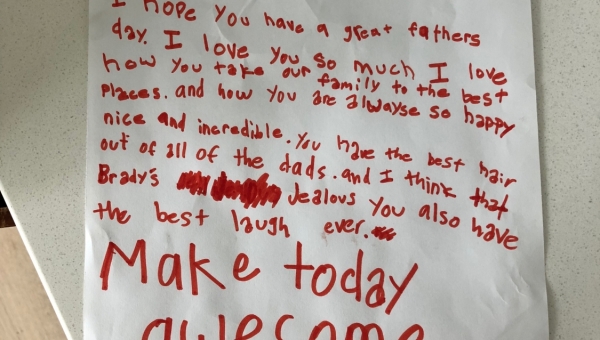 I hope you have a great fathers
day. I love you so much I love
how you take our family to the best
Places. and how you are alwayse so happy
nice and incredible. You have the best hair
out of all of the dads. and I think that
Brady's Jealous You also have
the best laugh ever.
Make today
awesome